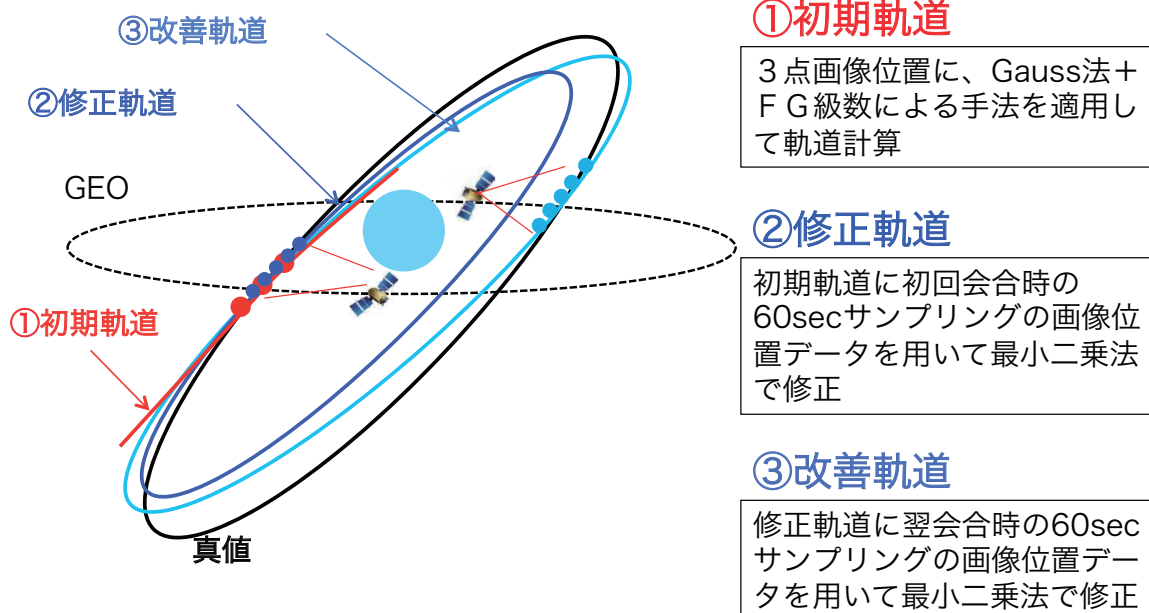 ③改善軌道
②修正軌道
GEO
①初期軌道
真値
①初期軌道
３点画像位置に、Gauss法＋
ＦＧ級数による手法を適用し
て軌道計算
②修正軌道
初期軌道に初回会合時の
60secサンプリングの画像位
置データを用いて最小二乗法
で修正
③改善軌道
修正軌道に翌会合時の60sec
サンプリングの画像位置デー
タを用いて最小二乗法で修正